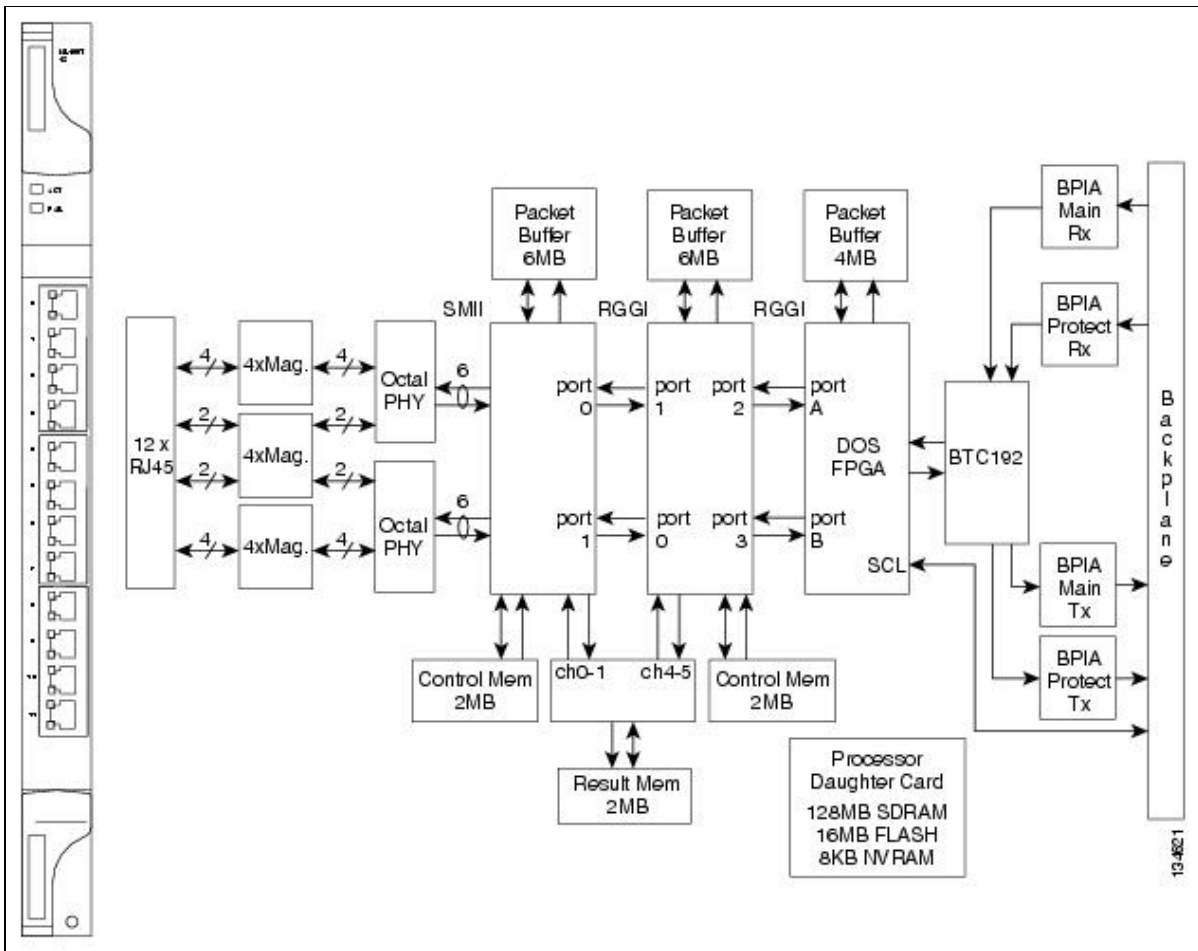 Packet
Buffer
6MB
Packet
Buffer
6MB
Packet
Buffer
4MB
BPIA
Main
Rx
BPIA
Protect
Rx
SMII
RGGI
RGGI
12 x
RJ45
4
4xMag.
4
2
2
4xMag.
2
2
4
4xMag.
4
Octal
PHY
6
Octal
PHY
6
port
0
port
1
port
1
port
0
port
2
port
3
port
A
DOS
FPGA
port
B
SCL
BTC192
Backplane
BPIA
Main
Tx
BPIA
Protect
Tx
Control Mem
2MB
ch0-1
ch4-5
Control Mem
2MB
Result Mem
2MB
Processor
Daughter Card
128MB SDRAM
16MB FLASH
8KB NVRAM
134621